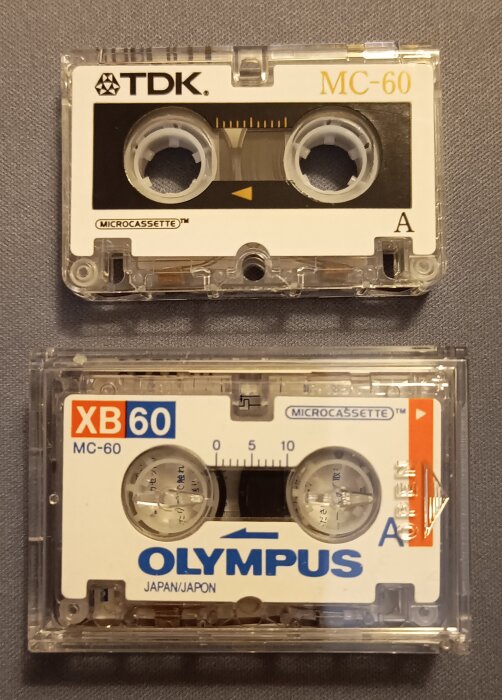 TDK®
MC-60
MICROCASSETTE™
A
XB 60
MICROCASSETTE™
MC-60
0 5 10
OPEN
A
OLYMPUS
JAPAN/JAPON